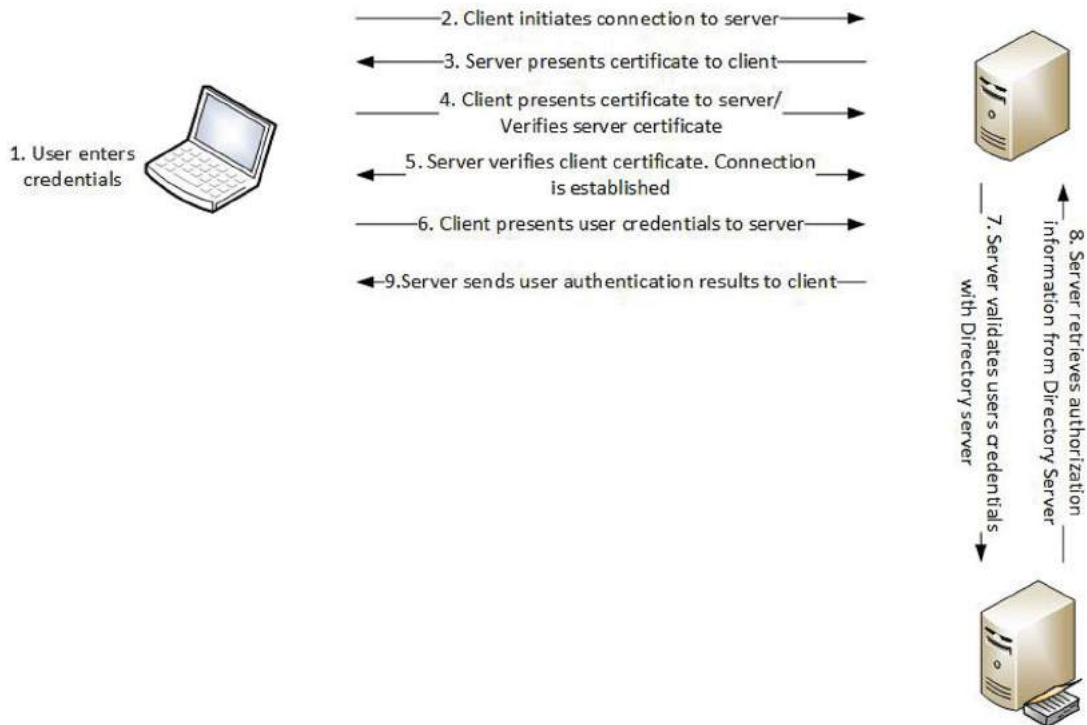 1. User enters
credentials
2. Client initiates connection to server
3. Server presents certificate to client
4. Client presents certificate to server/
Verifies server certificate
5. Server verifies client certificate. Connection
is established
6. Client presents user credentials to server
7. Server validates users credentials
with Directory server
8. Server retrieves authorization
information from Directory Server
9.Server sends user authentication results to client